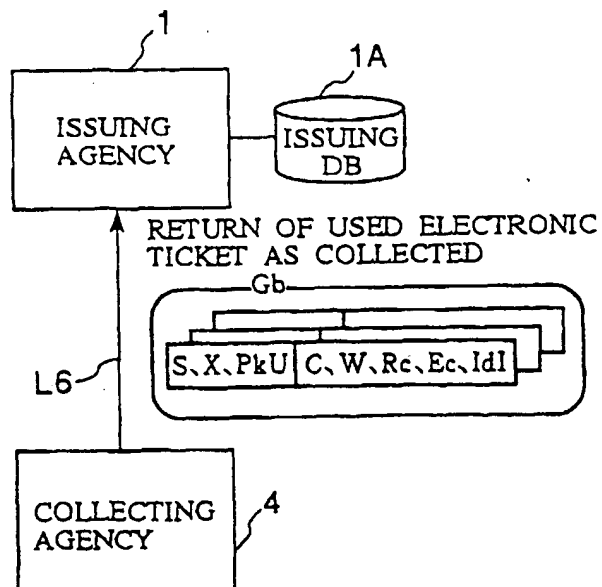 1
1A
ISSUING
AGENCY
ISSUING
DB
RETURN OF USED ELECTRONIC
TICKET AS COLLECTED
Gb
S、X、PkU C、W、Rc、Ec、IdI
L6
COLLECTING
AGENCY
4